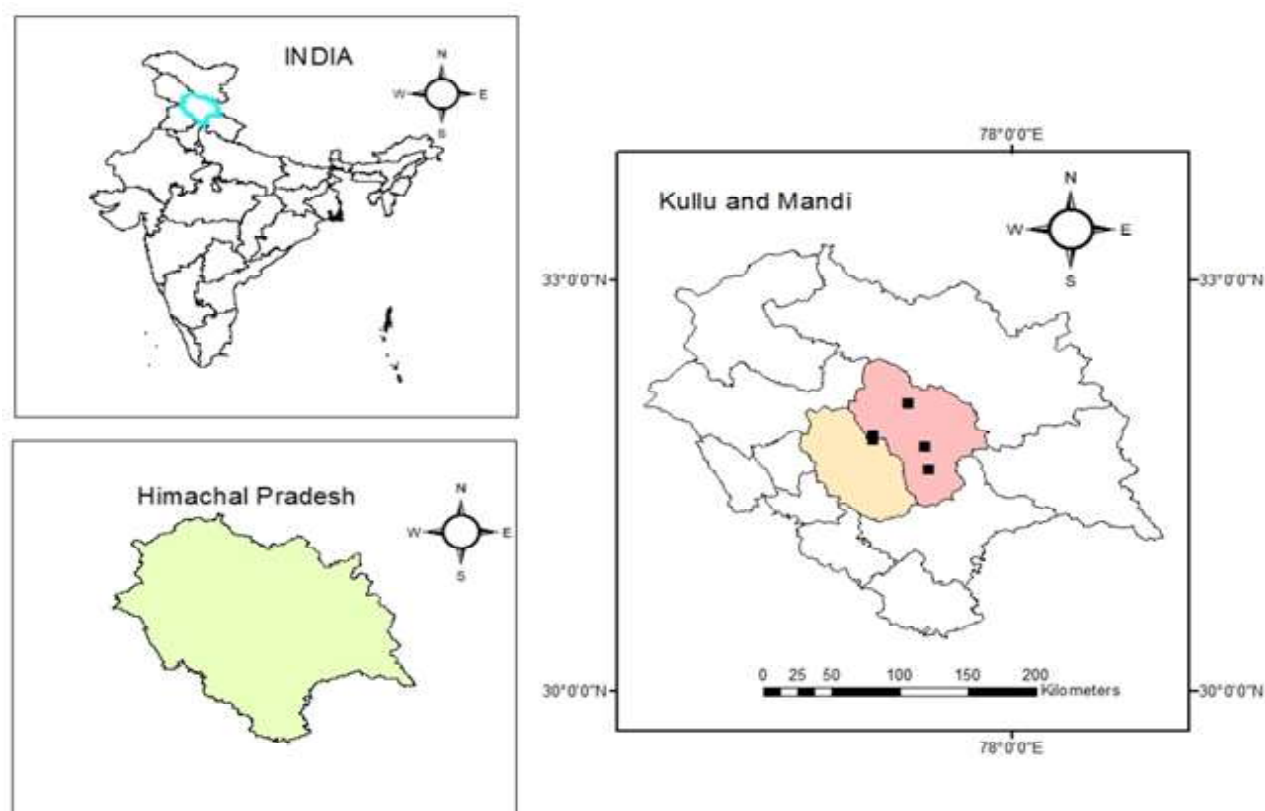 INDIA
N
W E
S
Himachal Pradesh
N
W E
S
78°0'0"E
Kullu and Mandi
N
W E
S
33°0'0"N 33°0'0"N
0 25 50 100 150 200
Kilometers
30°0'0"N 30°0'0"N
78°0'0"E